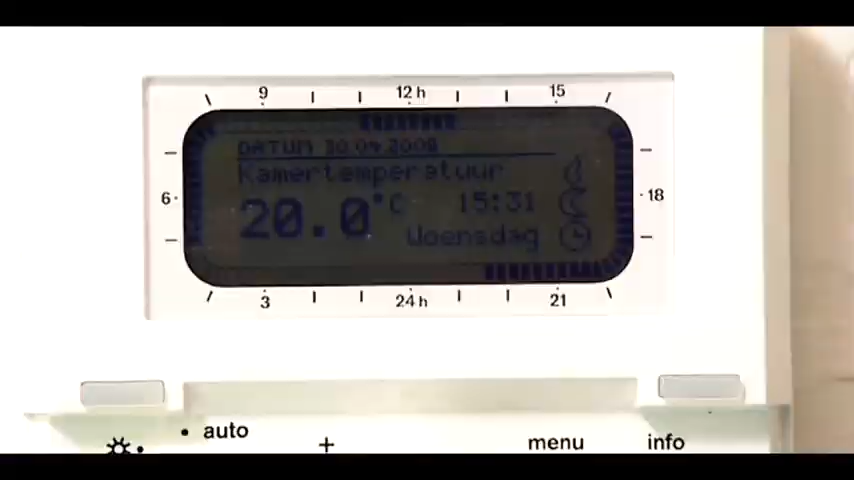 9 12 h 15
DATUM 30.04.2008
Kamertemperatuur
6 20.0°C 15:31 18
Woensdag
3 24 h 21
auto + menu info